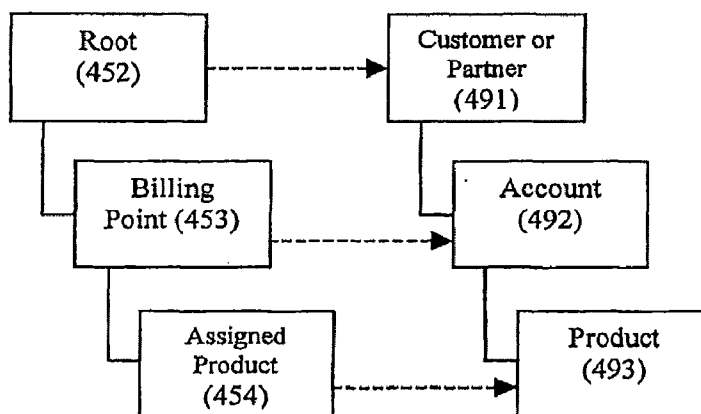 Root
(452)
Customer or
Partner
(491)
Billing
Point (453)
Account
(492)
Assigned
Product
(454)
Product
(493)